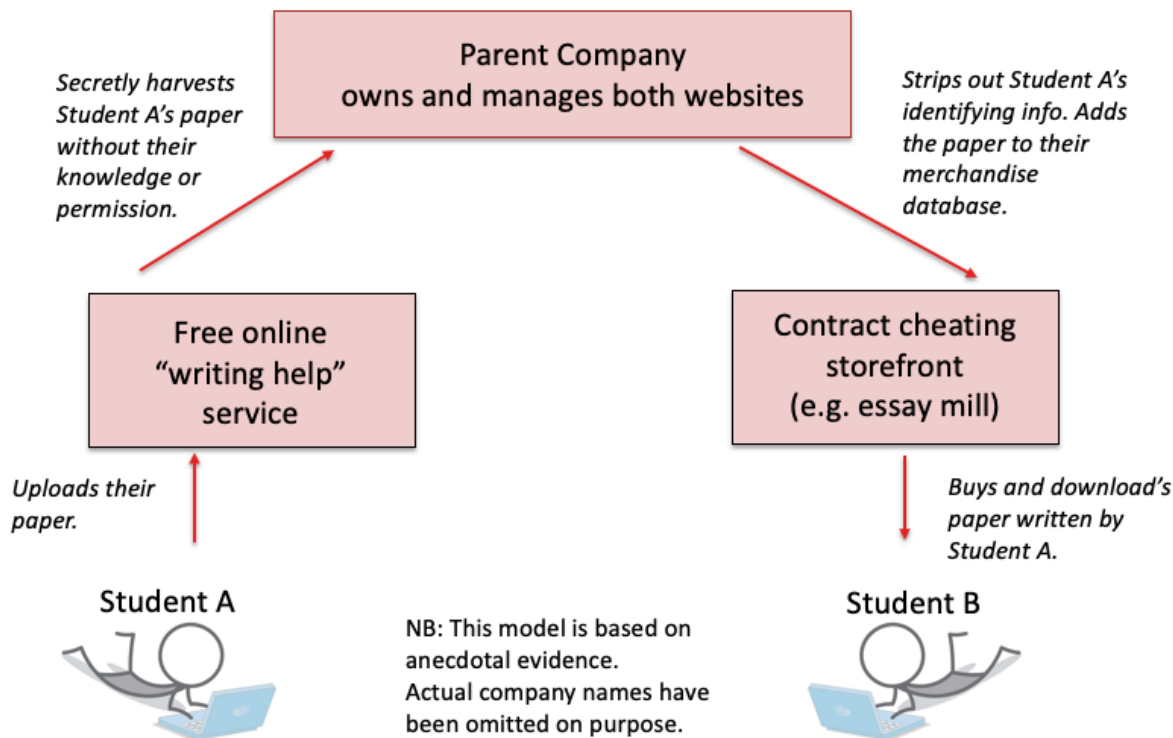 Parent Company
owns and manages both websites
Secretly harvests
Student A’s paper
without their
knowledge or
permission.
Strips out Student A’s
identifying info. Adds
the paper to their
merchandise
database.
Free online
“writing help”
service
Contract cheating
storefront
(e.g. essay mill)
Uploads their
paper.
Buys and download’s
paper written by
Student A.
Student A
NB: This model is based on
anecdotal evidence.
Actual company names have
been omitted on purpose.
Student B